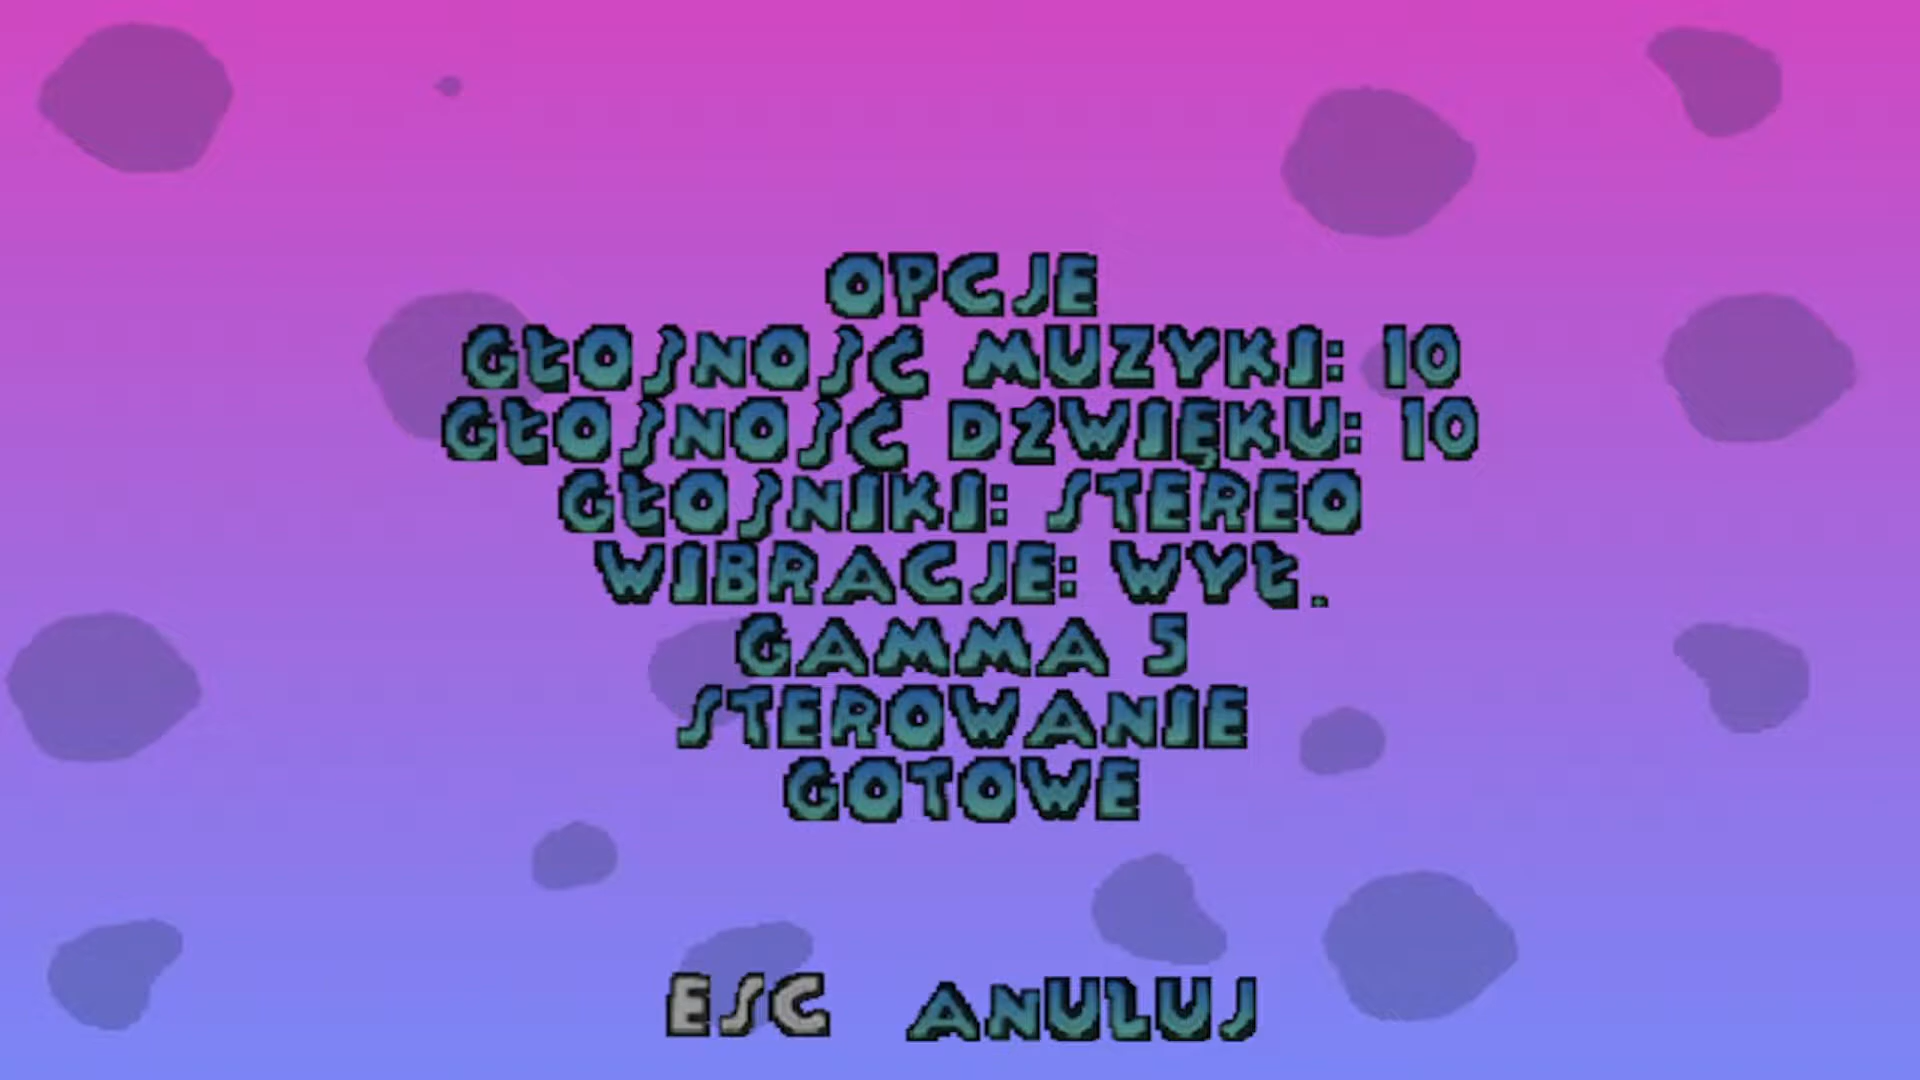 OPCJE
GŁOŚNOŚĆ MUZYKI: 10
GŁOŚNOŚĆ DŹWIĘKU: 10
GŁOŚNIKI: STEREO
WIBRACJE: WYŁ.
GAMMA 5
STEROWANIE
GOTOWE
ESC ANULUJ